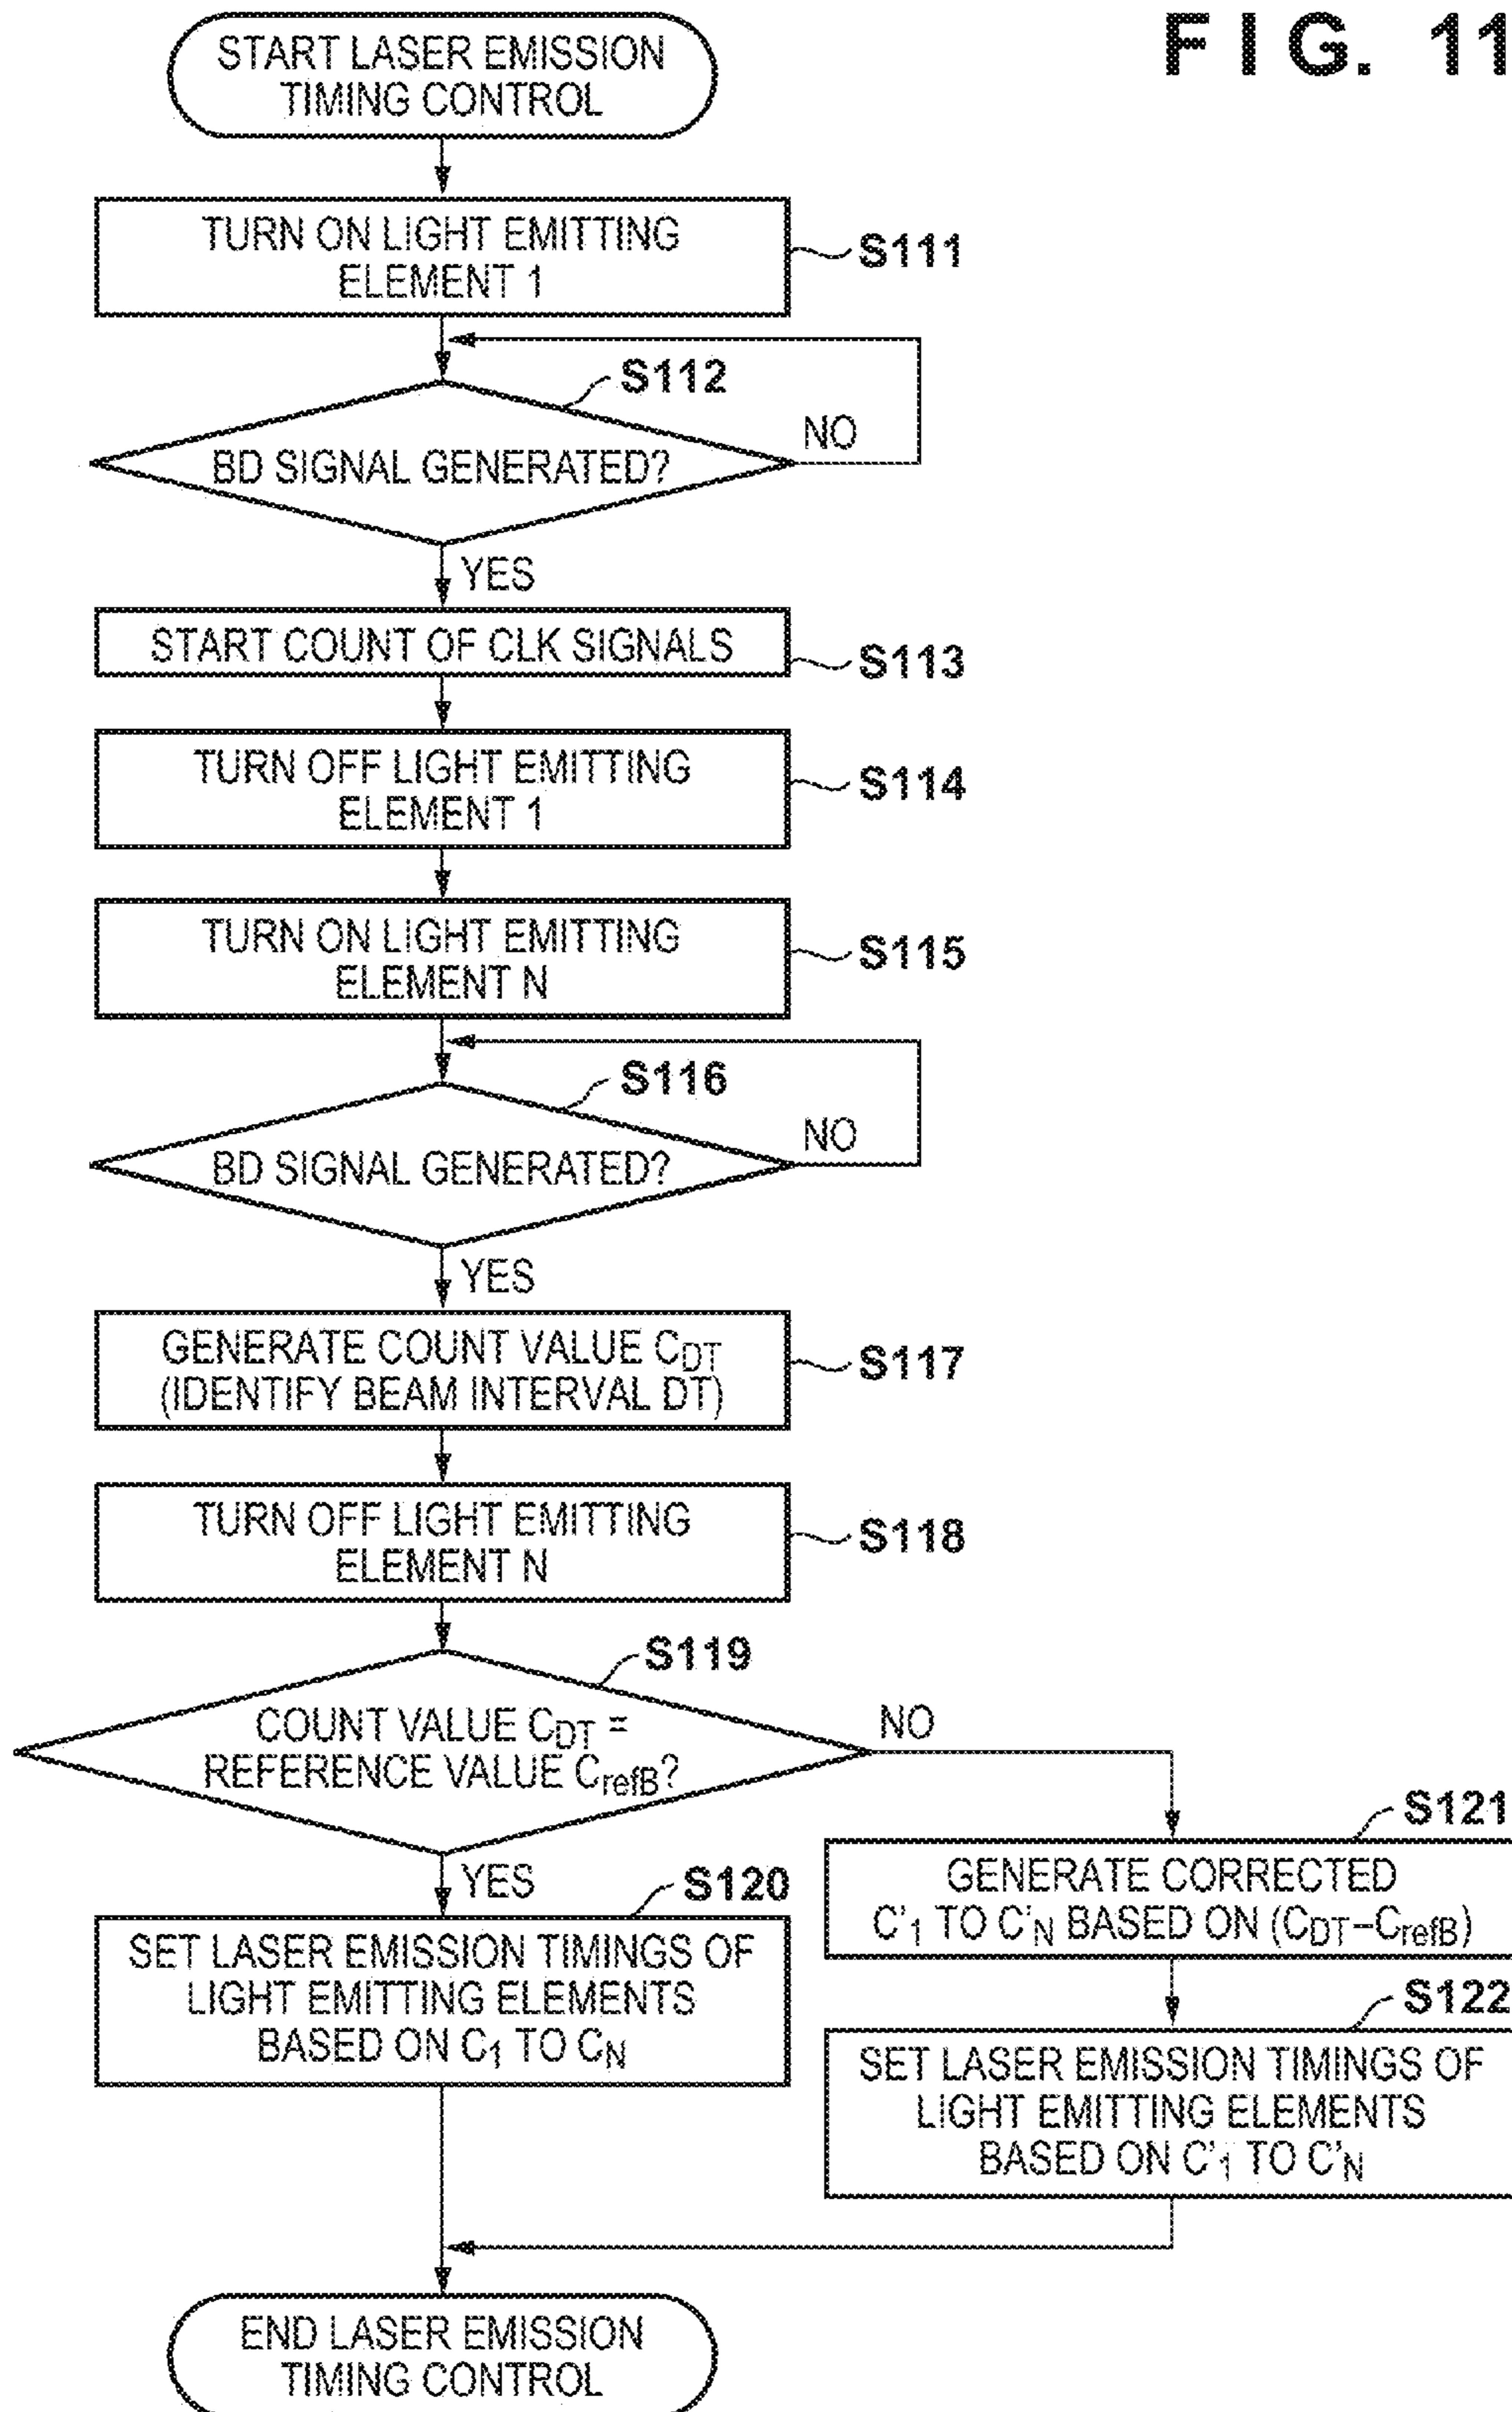 FIG. 11
START LASER EMISSION
TIMING CONTROL
TURN ON LIGHT EMITTING
ELEMENT 1
S111
S112
BD SIGNAL GENERATED?
NO
YES
START COUNT OF CLK SIGNALS
S113
TURN OFF LIGHT EMITTING
ELEMENT 1
S114
TURN ON LIGHT EMITTING
ELEMENT N
S115
S116
BD SIGNAL GENERATED?
NO
YES
GENERATE COUNT VALUE CDT
(IDENTIFY BEAM INTERVAL DT)
S117
TURN OFF LIGHT EMITTING
ELEMENT N
S118
S119
COUNT VALUE CDT =
REFERENCE VALUE CrefB?
NO
YES
S120
SET LASER EMISSION TIMINGS OF
LIGHT EMITTING ELEMENTS
BASED ON C1 TO CN
S121
GENERATE CORRECTED
C'1 TO C'N BASED ON (CDT–CrefB)
S122
SET LASER EMISSION TIMINGS OF
LIGHT EMITTING ELEMENTS
BASED ON C'1 TO C'N
END LASER EMISSION
TIMING CONTROL